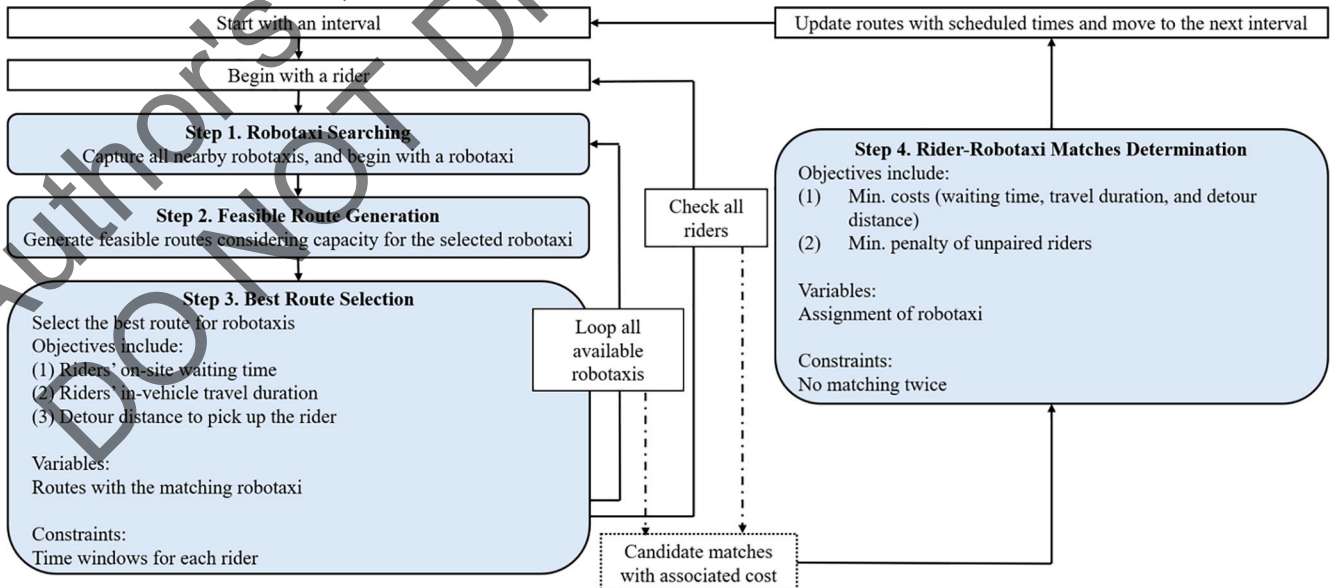 Start with an interval
Begin with a rider
Step 1. Robotaxi Searching
Capture all nearby robotaxis, and begin with a robotaxi
Step 2. Feasible Route Generation
Generate feasible routes considering capacity for the selected robotaxi
Step 3. Best Route Selection
Select the best route for robotaxis
Objectives include:
(1) Riders' on-site waiting time
(2) Riders' in-vehicle travel duration
(3) Detour distance to pick up the rider
Variables:
Routes with the matching robotaxi
Constraints:
Time windows for each rider
Loop all
available
robotaxis
Check all
riders
Candidate matches
with associated cost
Update routes with scheduled times and move to the next interval
Step 4. Rider-Robotaxi Matches Determination
Objectives include:
(1) Min. costs (waiting time, travel duration, and detour
distance)
(2) Min. penalty of unpaired riders
Variables:
Assignment of robotaxi
Constraints:
No matching twice
Author's
DO NOT